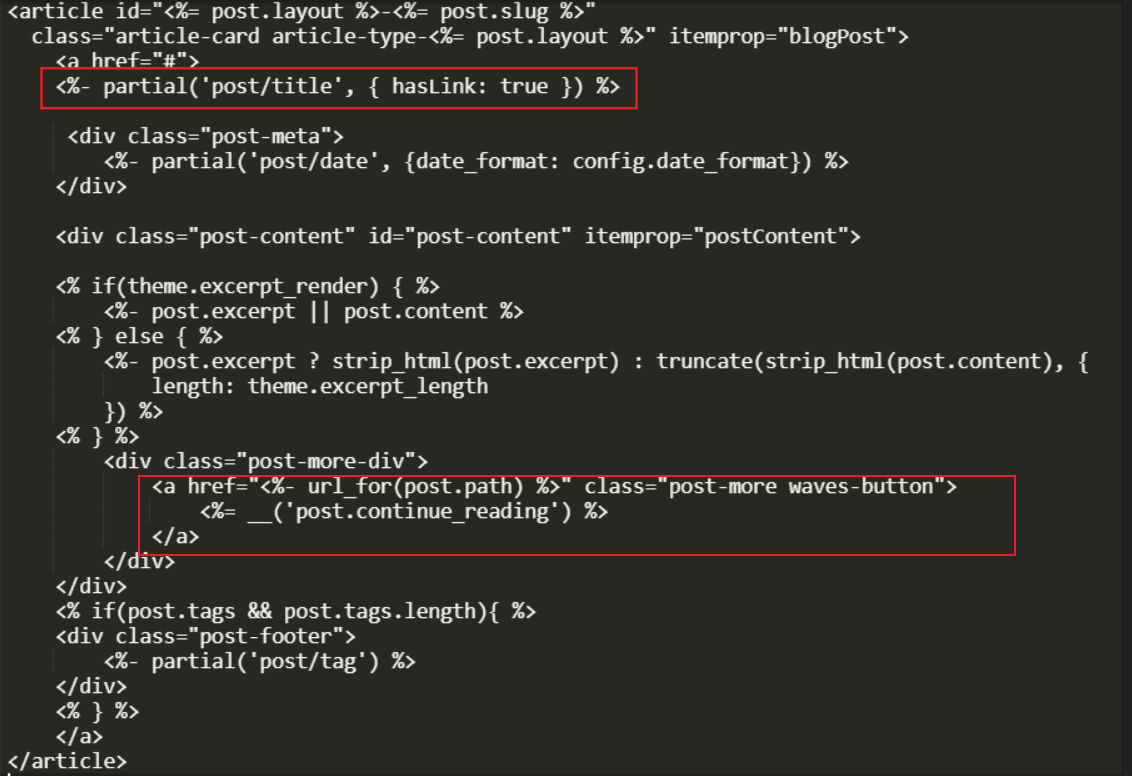 <article id="<%= post.layout %>-<%= post.slug %>"
class="article-card article-type-<%= post.layout %>" itemprop="blogPost">
<a href="#">
<%- partial('post/title', { hasLink: true }) %>
<div class="post-meta">
<%- partial('post/date', {date_format: config.date_format}) %>
</div>
<div class="post-content" id="post-content" itemprop="postContent">
<% if(theme.excerpt_render) { %>
<%- post.excerpt || post.content %>
<% } else { %>
<%- post.excerpt ? strip_html(post.excerpt) : truncate(strip_html(post.content), {
length: theme.excerpt_length
}) %>
<% } %>
<div class="post-more-div">
<a href="<%- url_for(post.path) %>" class="post-more waves-button">
<%= __('post.continue_reading') %>
</a>
</div>
</div>
<% if(post.tags && post.tags.length){ %>
<div class="post-footer">
<%- partial('post/tag') %>
</div>
<% } %>
</a>
</article>